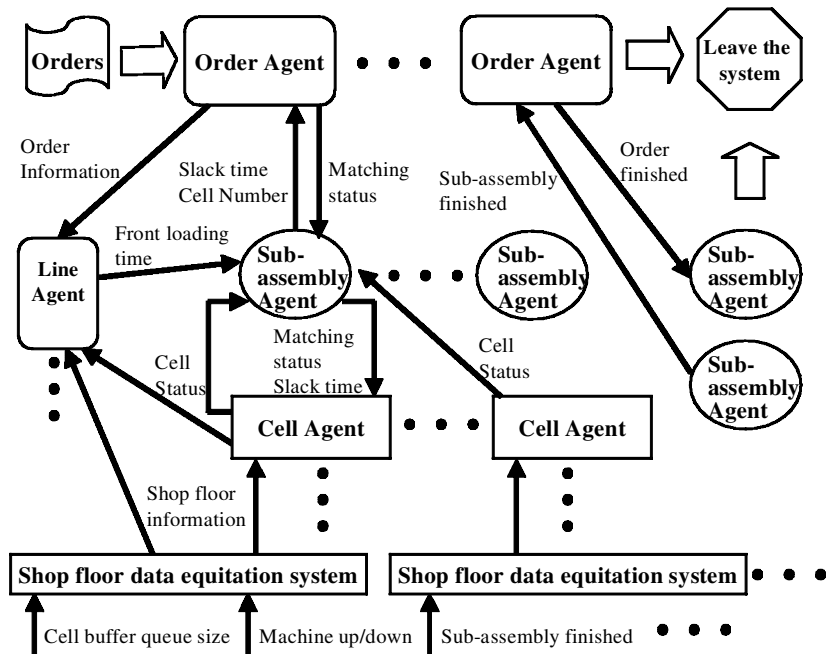 Orders
Order Agent
Order Agent
Leave the
system
Order
Information
Slack time
Cell Number
Matching
status
Sub-assembly
finished
Order
finished
Line
Agent
Front loading
time
Sub-
assembly
Agent
Sub-
assembly
Agent
Sub-
assembly
Agent
Cell
Status
Matching
status
Slack time
Cell
Status
Sub-
assembly
Agent
Cell Agent
Cell Agent
Shop floor
information
Shop floor data equitation system
Shop floor data equitation system
Cell buffer queue size
Machine up/down
Sub-assembly finished